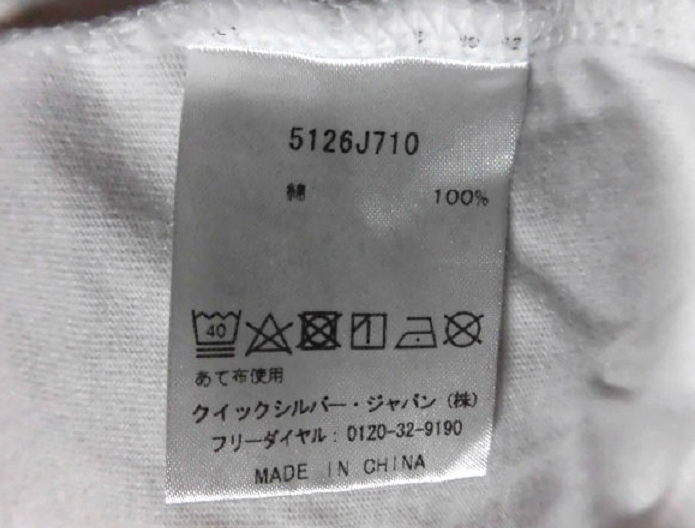 5126J710
綿 100%
40
あて布使用
クイックシルバー・ジャパン (株)
フリーダイヤル : 0120-32-9190
MADE IN CHINA